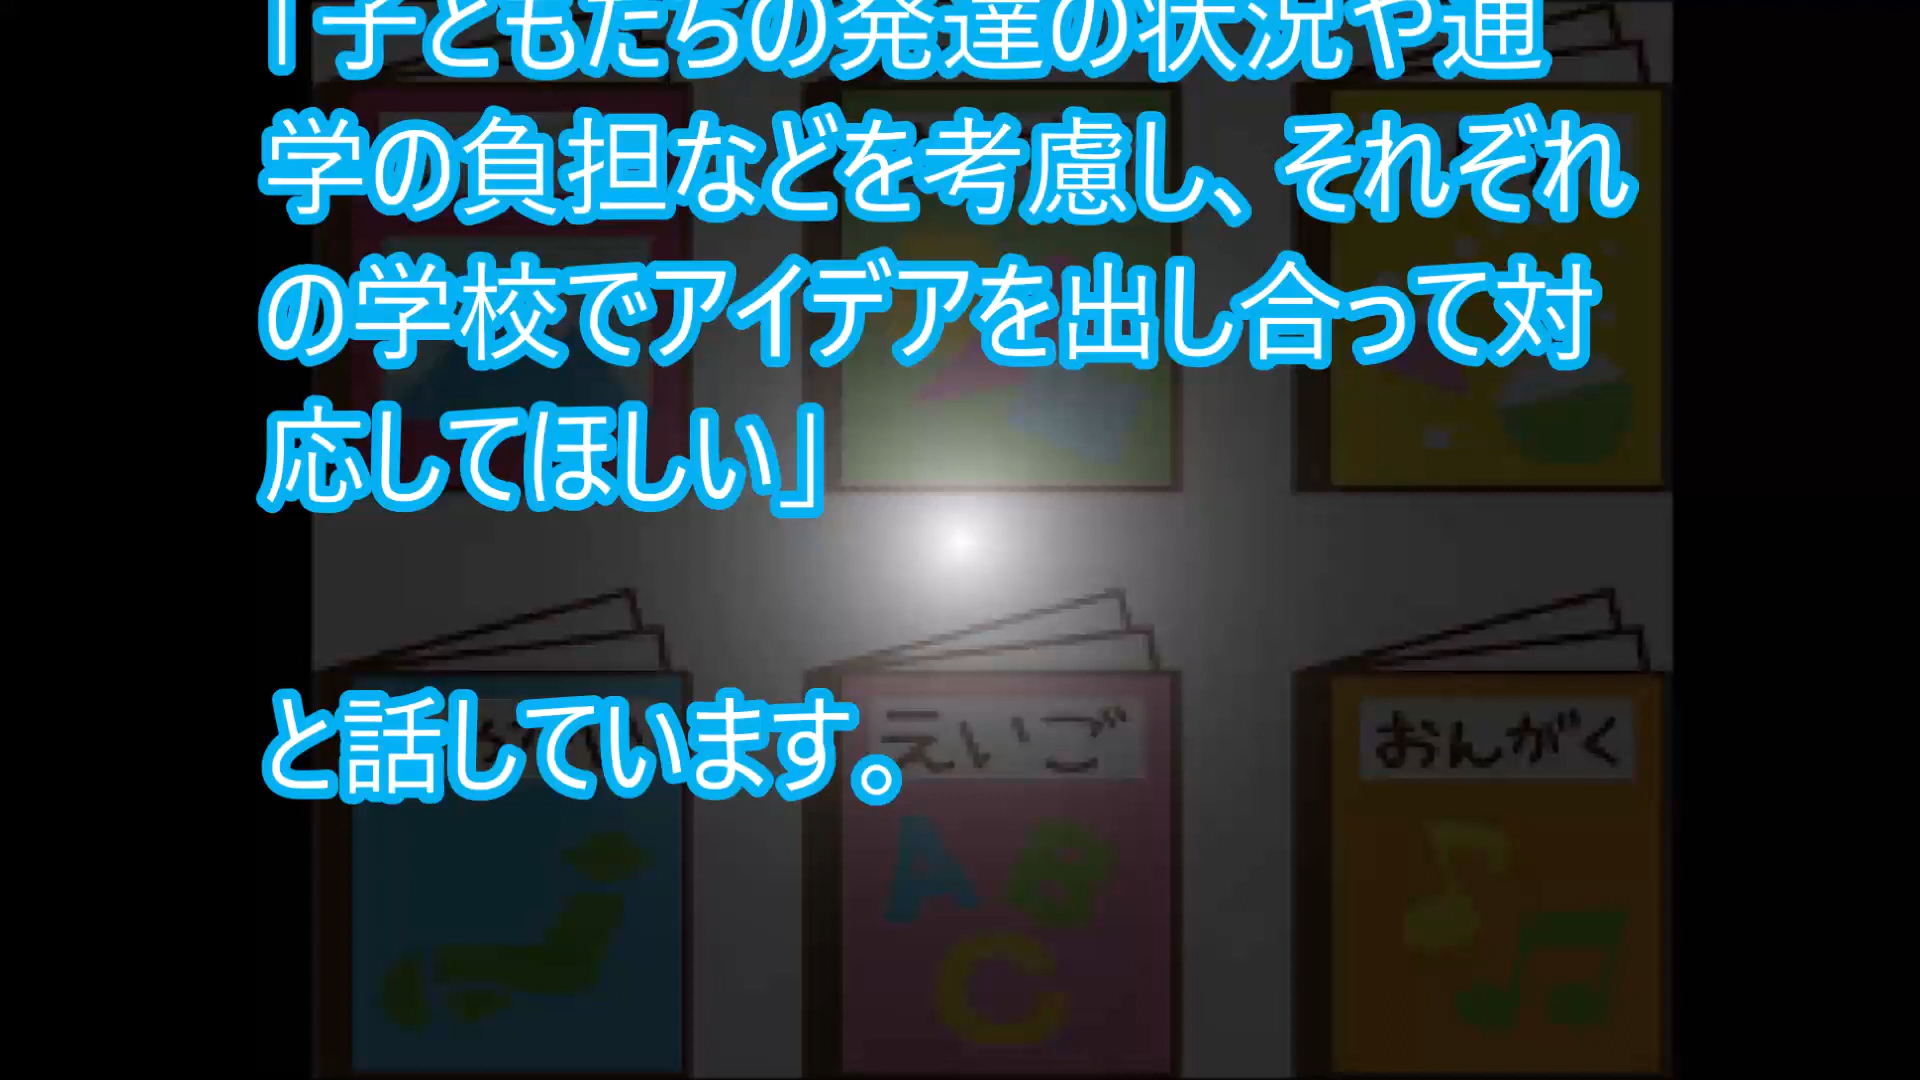 「子どもたちの発達の状況や通
学の負担などを考慮し、それぞれ
の学校でアイデアを出し合って対
応してほしい」
と話しています。
えいご
おんがく
A B
C